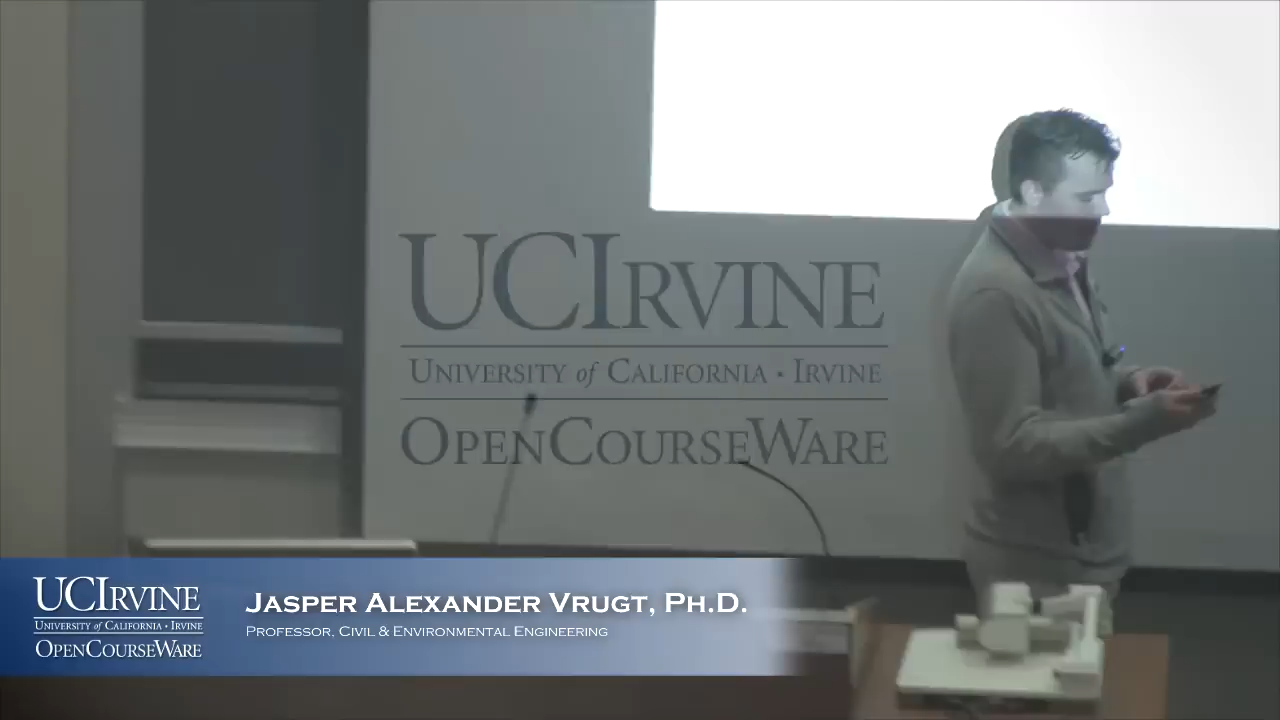 UCIRVINE
UNIVERSITY of CALIFORNIA · IRVINE
OPENCOURSEWARE
UCIRVINE
UNIVERSITY of CALIFORNIA · IRVINE
OPENCOURSEWARE
JASPER ALEXANDER VRUGT, PH.D.
PROFESSOR, CIVIL & ENVIRONMENTAL ENGINEERING